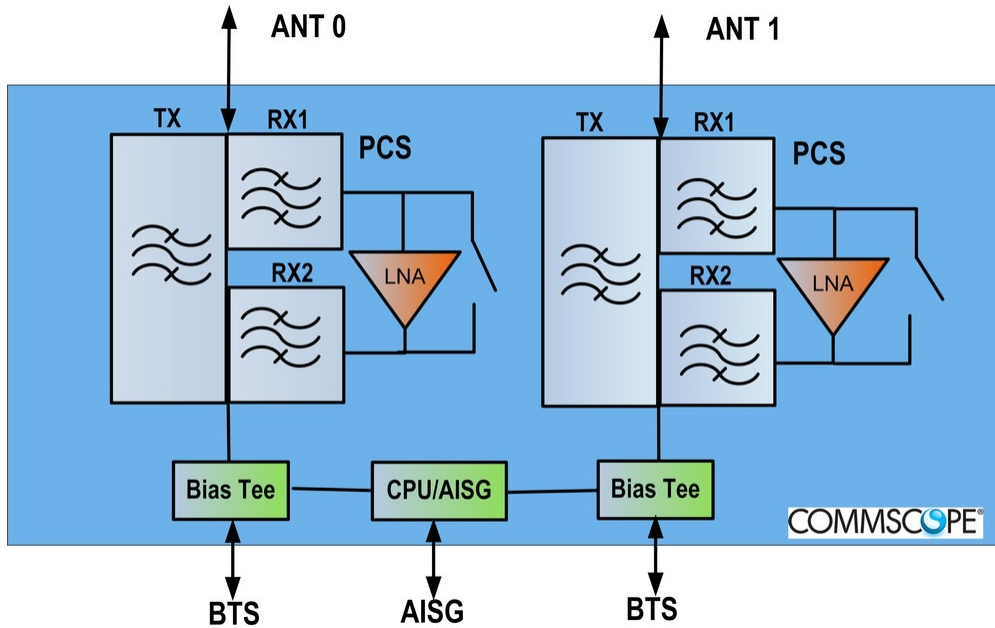 ANT 0
ANT 1
TX
RX1
PCS
TX
RX1
PCS
LNA
RX2
LNA
RX2
Bias Tee
CPU/AISG
Bias Tee
COMMSCOPE®
BTS
AISG
BTS